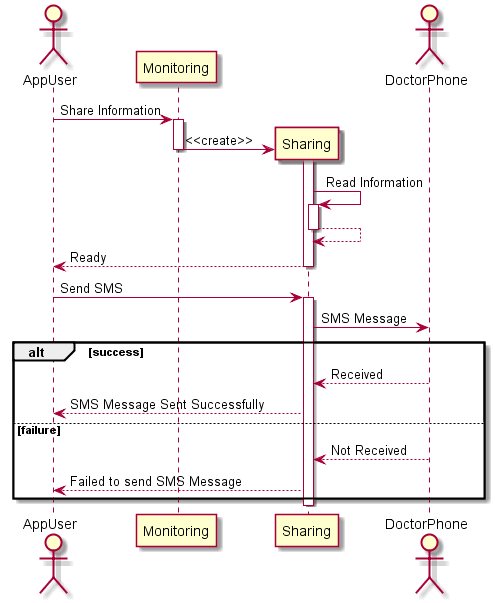 AppUser
DoctorPhone
Monitoring
Share Information
<<create>>
Sharing
Read Information
Ready
Send SMS
SMS Message
alt [success]
Received
SMS Message Sent Successfully
[failure]
Not Received
Failed to send SMS Message
AppUser Monitoring Sharing DoctorPhone